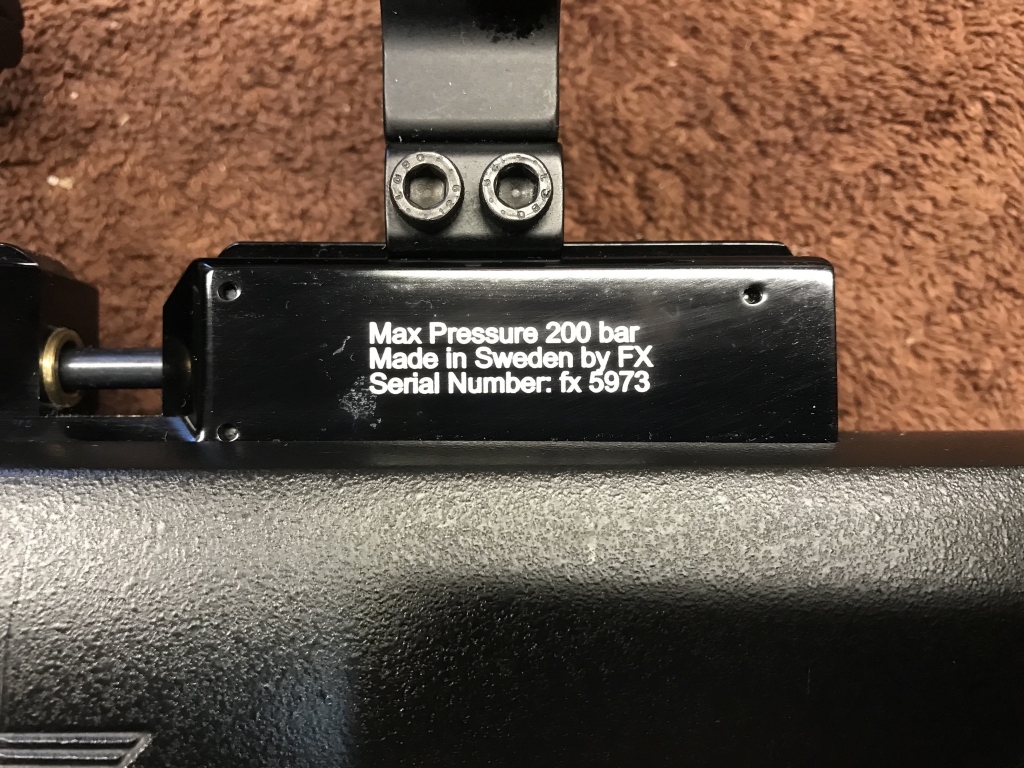 Max Pressure 200 bar
Made in Sweden by FX
Serial Number: fx 5973